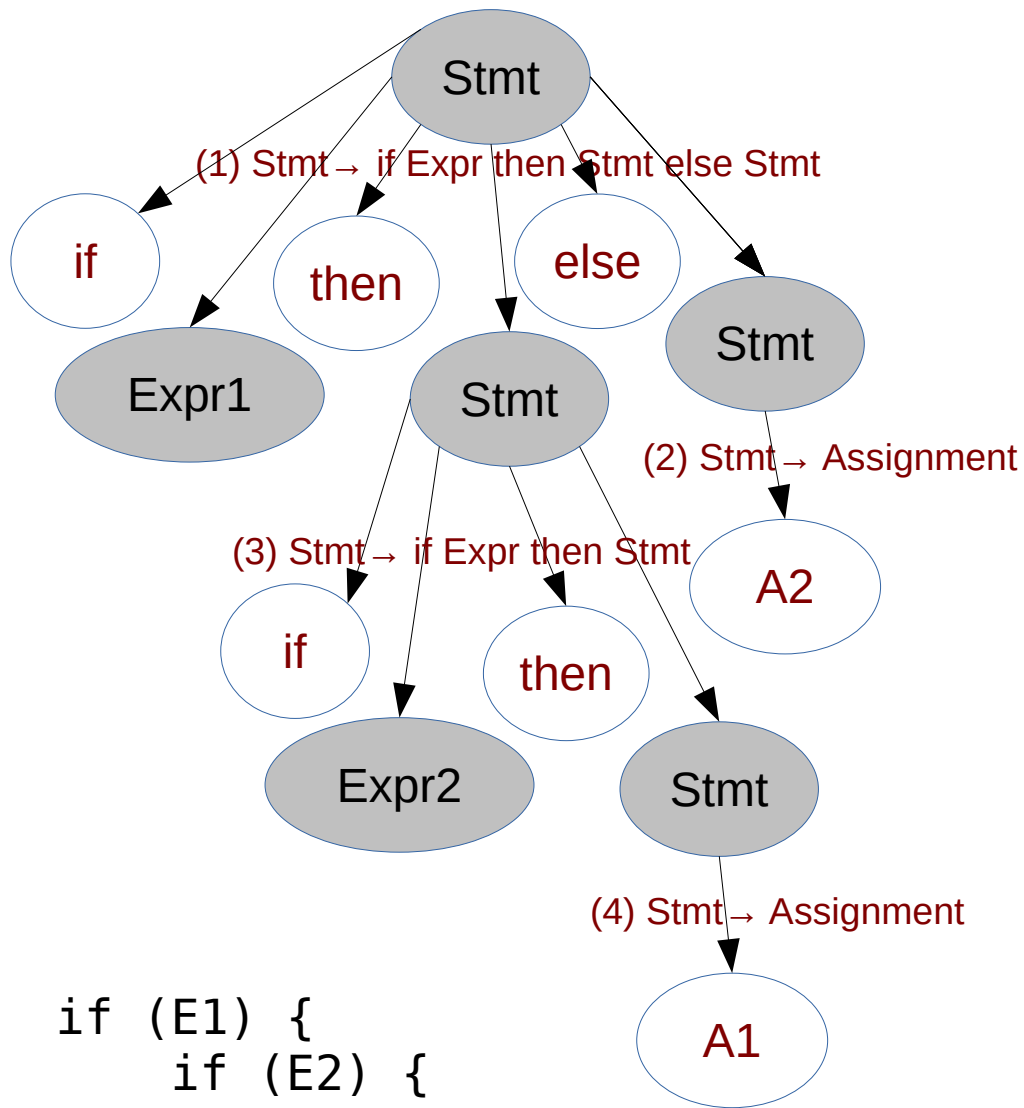 Stmt
(1) Stmt→ if Expr then Stmt else Stmt
if
then
else
Expr1
Stmt
Stmt
(2) Stmt→ Assignment
(3) Stmt→ if Expr then Stmt
A2
if
then
Expr2
Stmt
(4) Stmt→ Assignment
A1
if (E1) {
if (E2) {